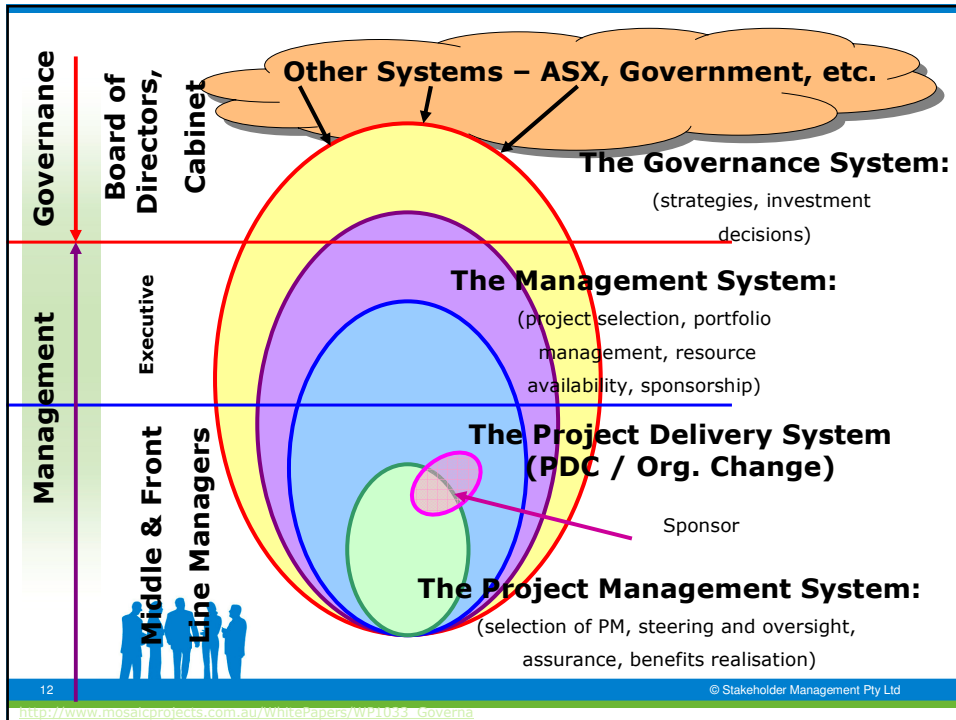 Other Systems – ASX, Government, etc.
Governance
Board of
Directors,
Cabinet
The Governance System:
(strategies, investment
decisions)
Management
Executive
The Management System:
(project selection, portfolio
management, resource
availability, sponsorship)
Middle & Front
Line Managers
The Project Delivery System
(PDC / Org. Change)
Sponsor
The Project Management System:
(selection of PM, steering and oversight,
assurance, benefits realisation)
12
© Stakeholder Management Pty Ltd
http://www.mosaicprojects.com.au/WhitePapers/WP1033_Governa